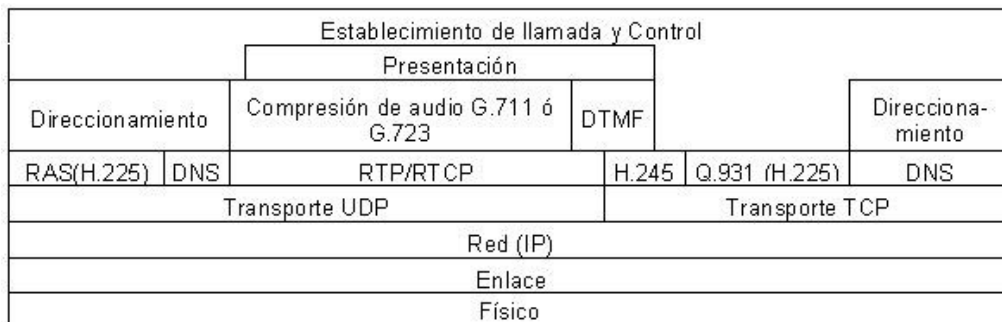 Establecimiento de llamada y Control
Presentación
Direccionamiento
Compresión de audio G.711 ó
G.723
DTMF
Direcciona-
miento
RAS(H.225)
DNS
RTP/RTCP
H.245
Q.931 (H.225)
DNS
Transporte UDP
Transporte TCP
Red (IP)
Enlace
Físico